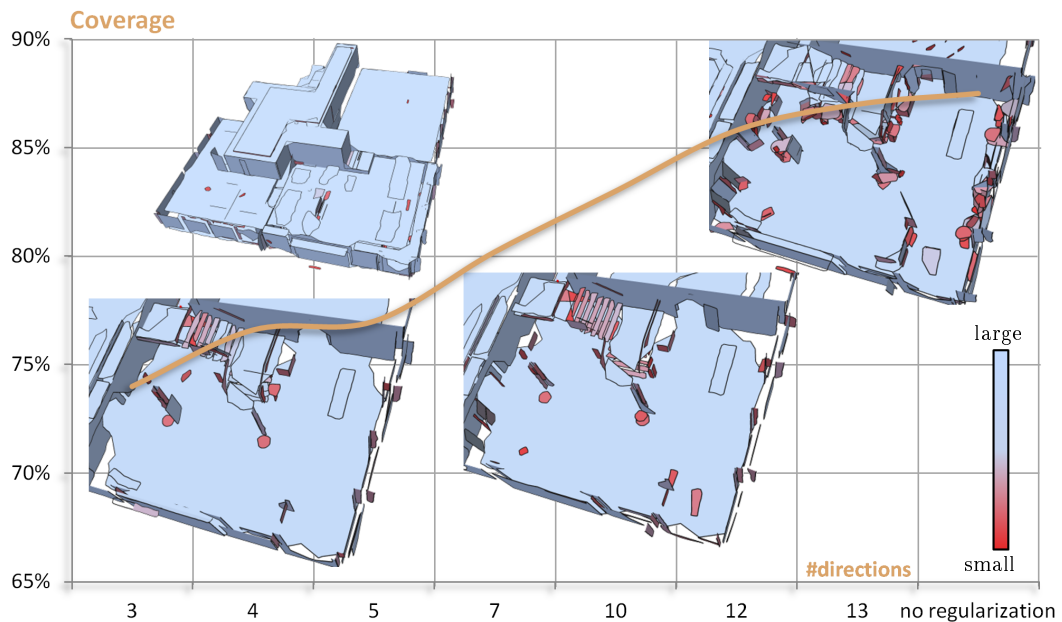 Coverage
90%
85%
80%
75%
70%
65%
large
small
#directions
3 4 5 7 10 12 13 no regularization